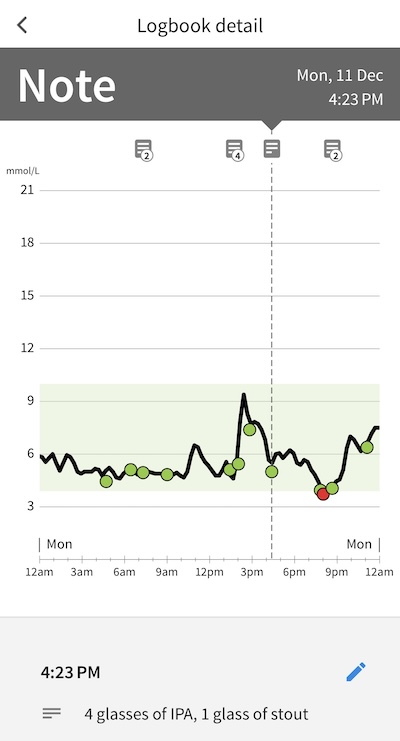 Logbook detail
Note
Mon, 11 Dec
4:23 PM
2
4
2
mmol/L
21
18
15
12
9
6
3
Mon
Mon
12am 3am 6am 9am 12pm 3pm 6pm 9pm 12am
4:23 PM
4 glasses of IPA, 1 glass of stout